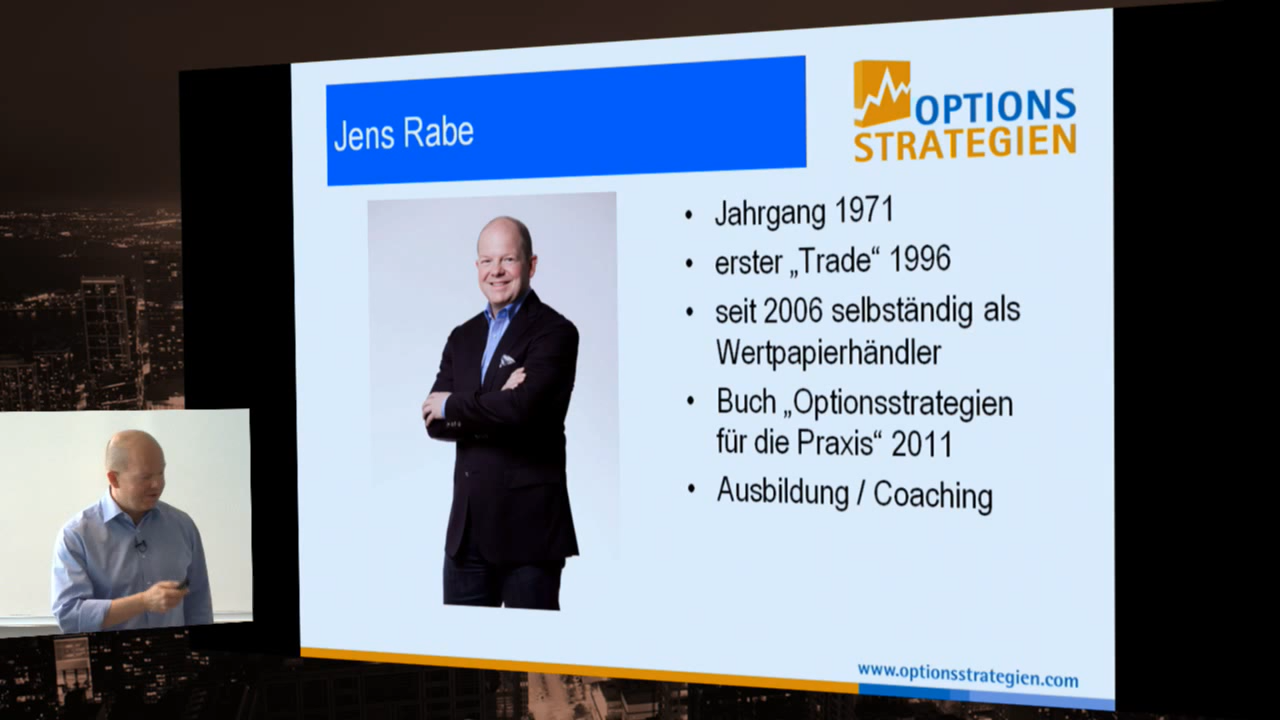 Jens Rabe
OPTIONS
STRATEGIEN
• Jahrgang 1971
• erster „Trade“ 1996
• seit 2006 selbständig als
Wertpapierhändler
• Buch „Optionsstrategien
für die Praxis“ 2011
• Ausbildung / Coaching
www.optionsstrategien.com